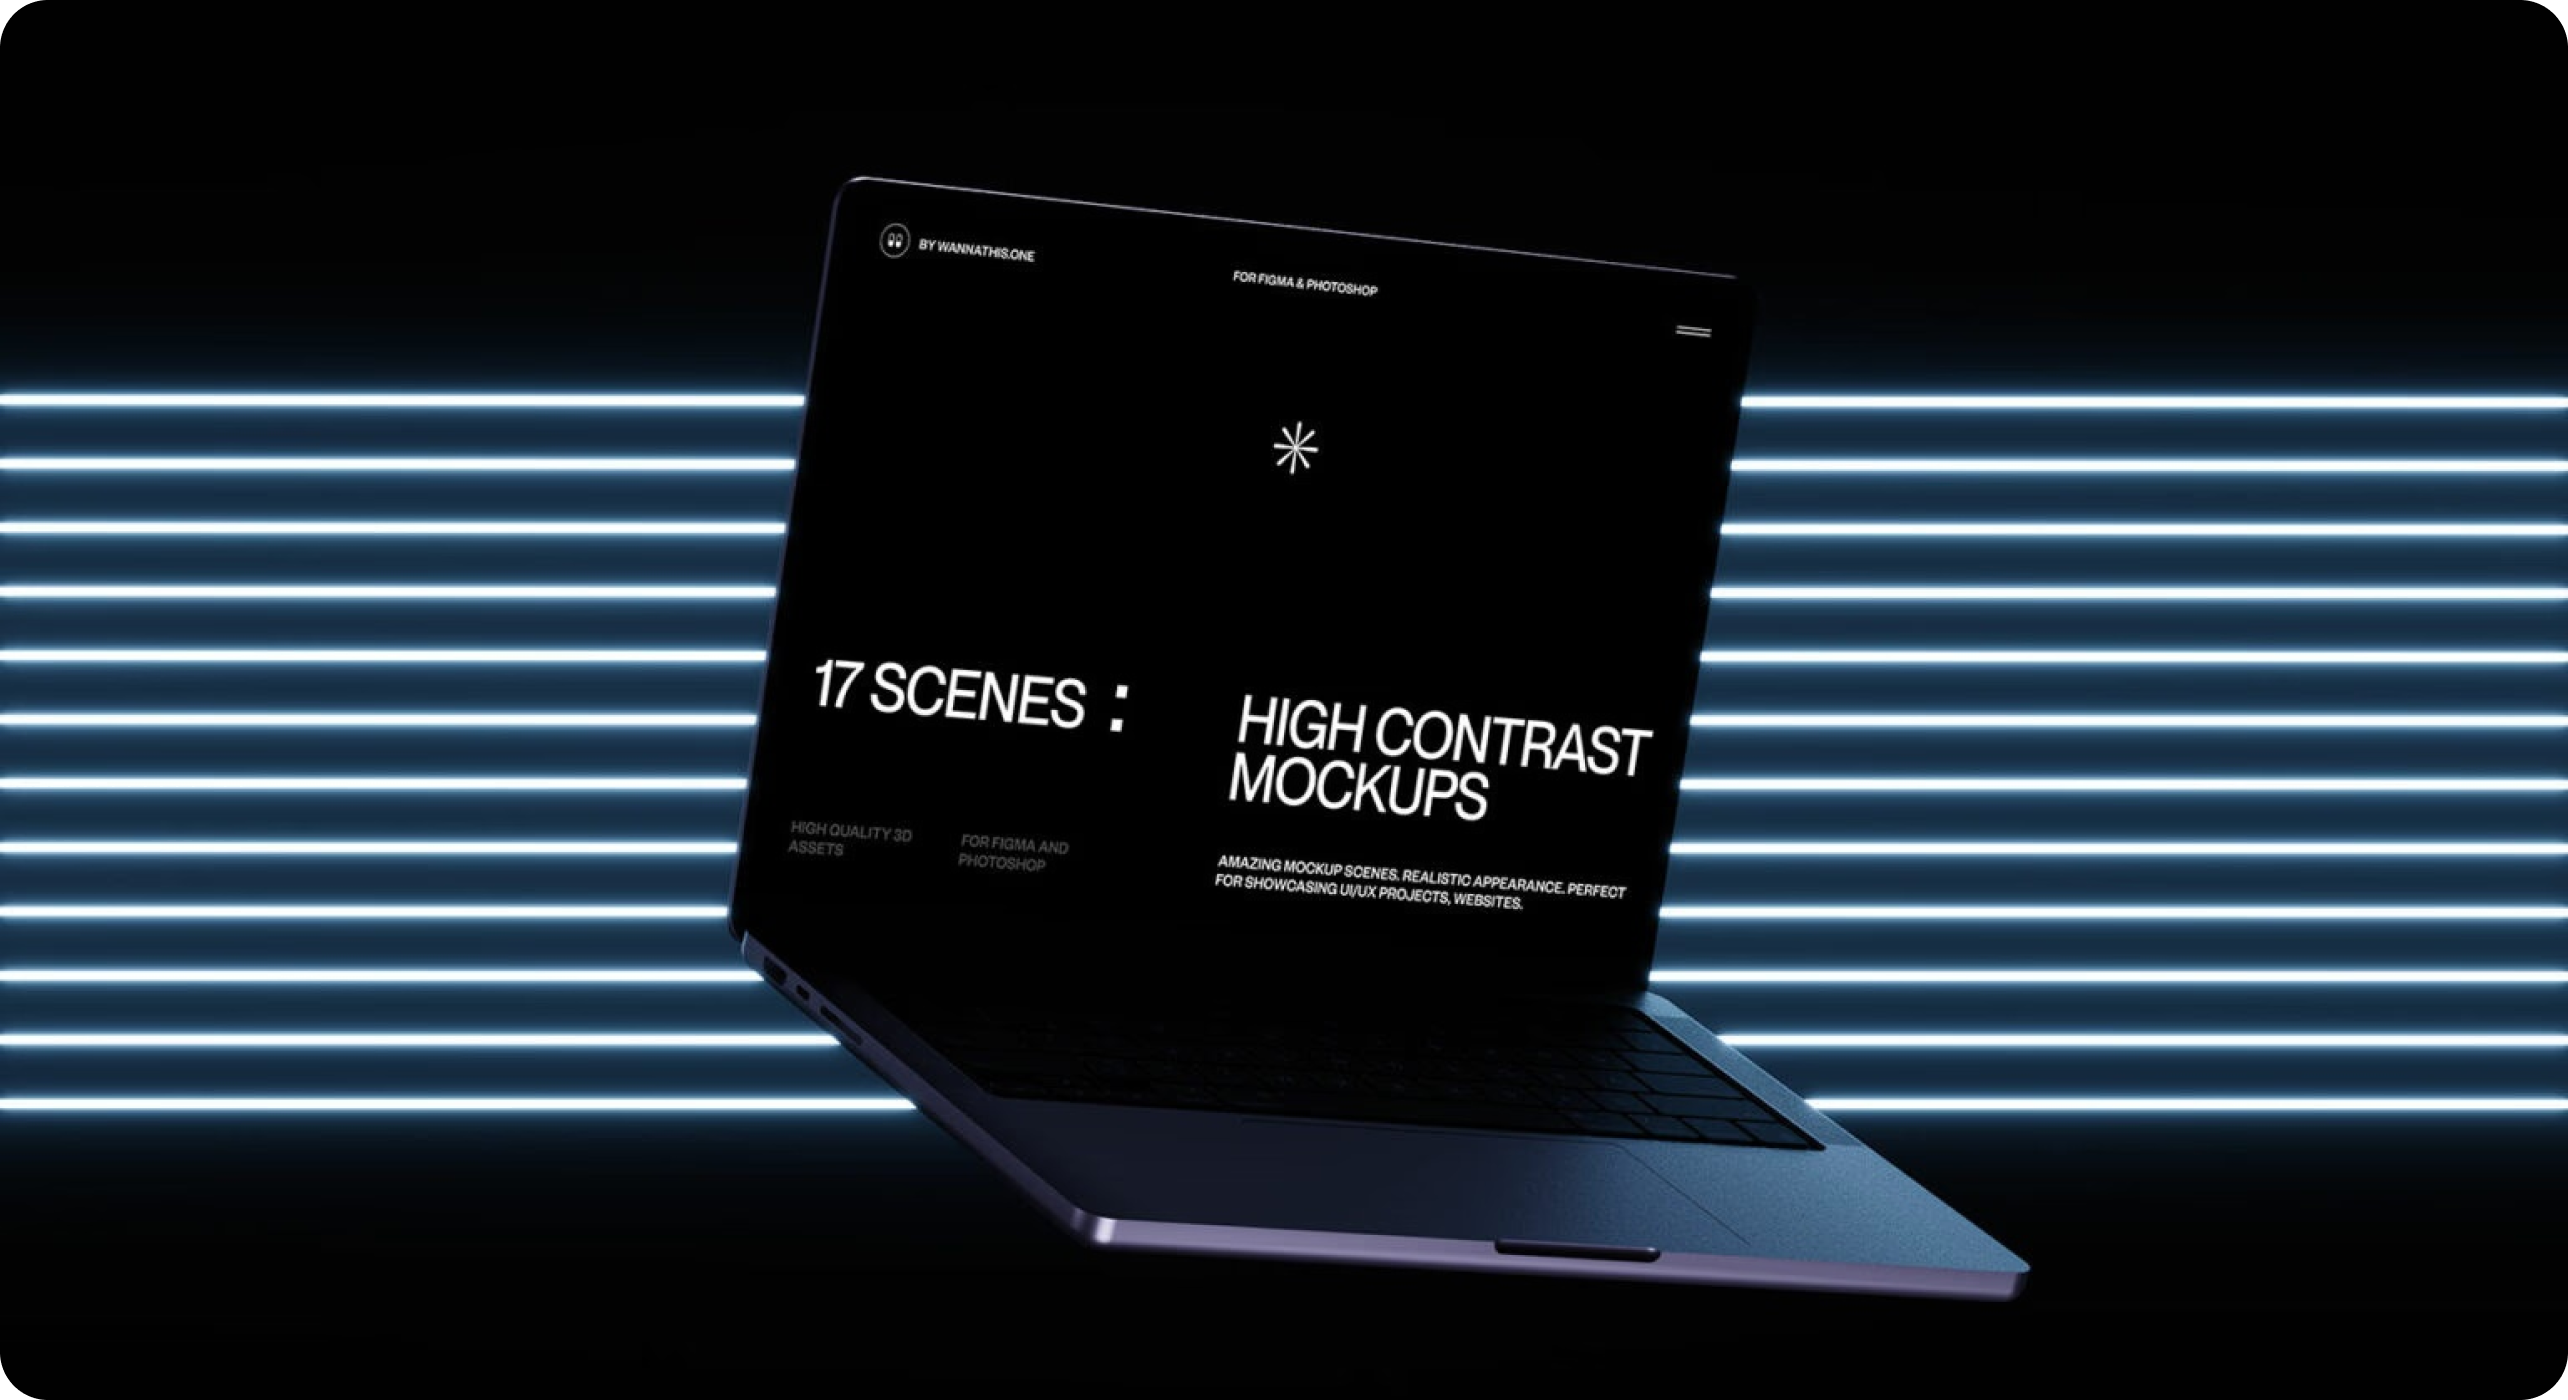 BY WANNATHIS.ONE
FOR FIGMA & PHOTOSHOP
17 SCENES :
HIGH CONTRAST
MOCKUPS
HIGH QUALITY 3D
ASSETS
FOR FIGMA AND
PHOTOSHOP
AMAZING MOCKUP SCENES. REALISTIC APPEARANCE. PERFECT
FOR SHOWCASING UI/UX PROJECTS, WEBSITES.